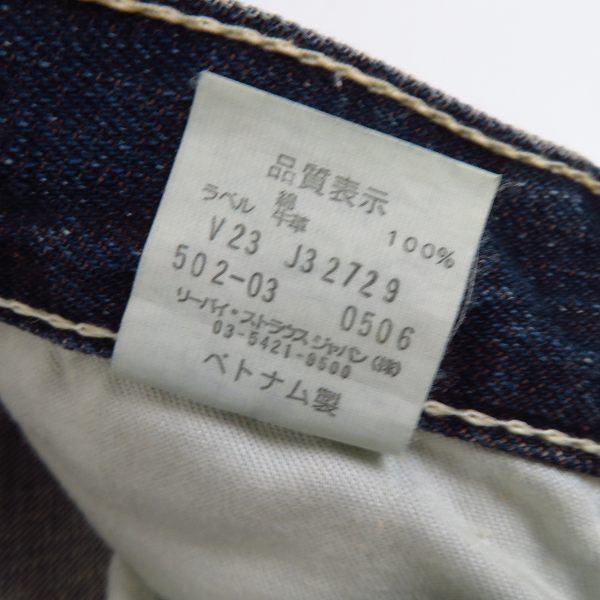 品質表示
綿 100%
ラベル 牛革
V23 J32729
502-03 0506
リーバイ・ストラウス ジャパン(株)
03-5421-8500
ベトナム製